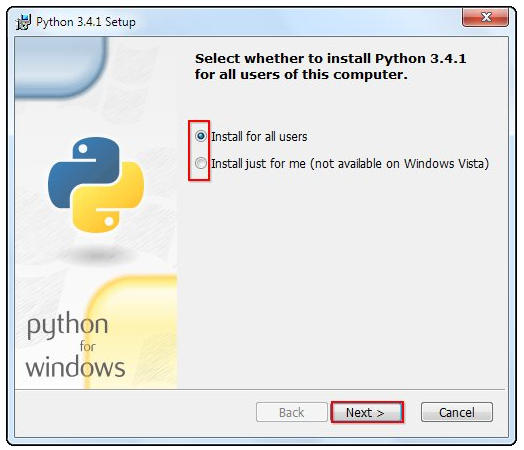 Python 3.4.1 Setup
Select whether to install Python 3.4.1
for all users of this computer.
Install for all users
Install just for me (not available on Windows Vista)
python
for
windows
Back
Next >
Cancel